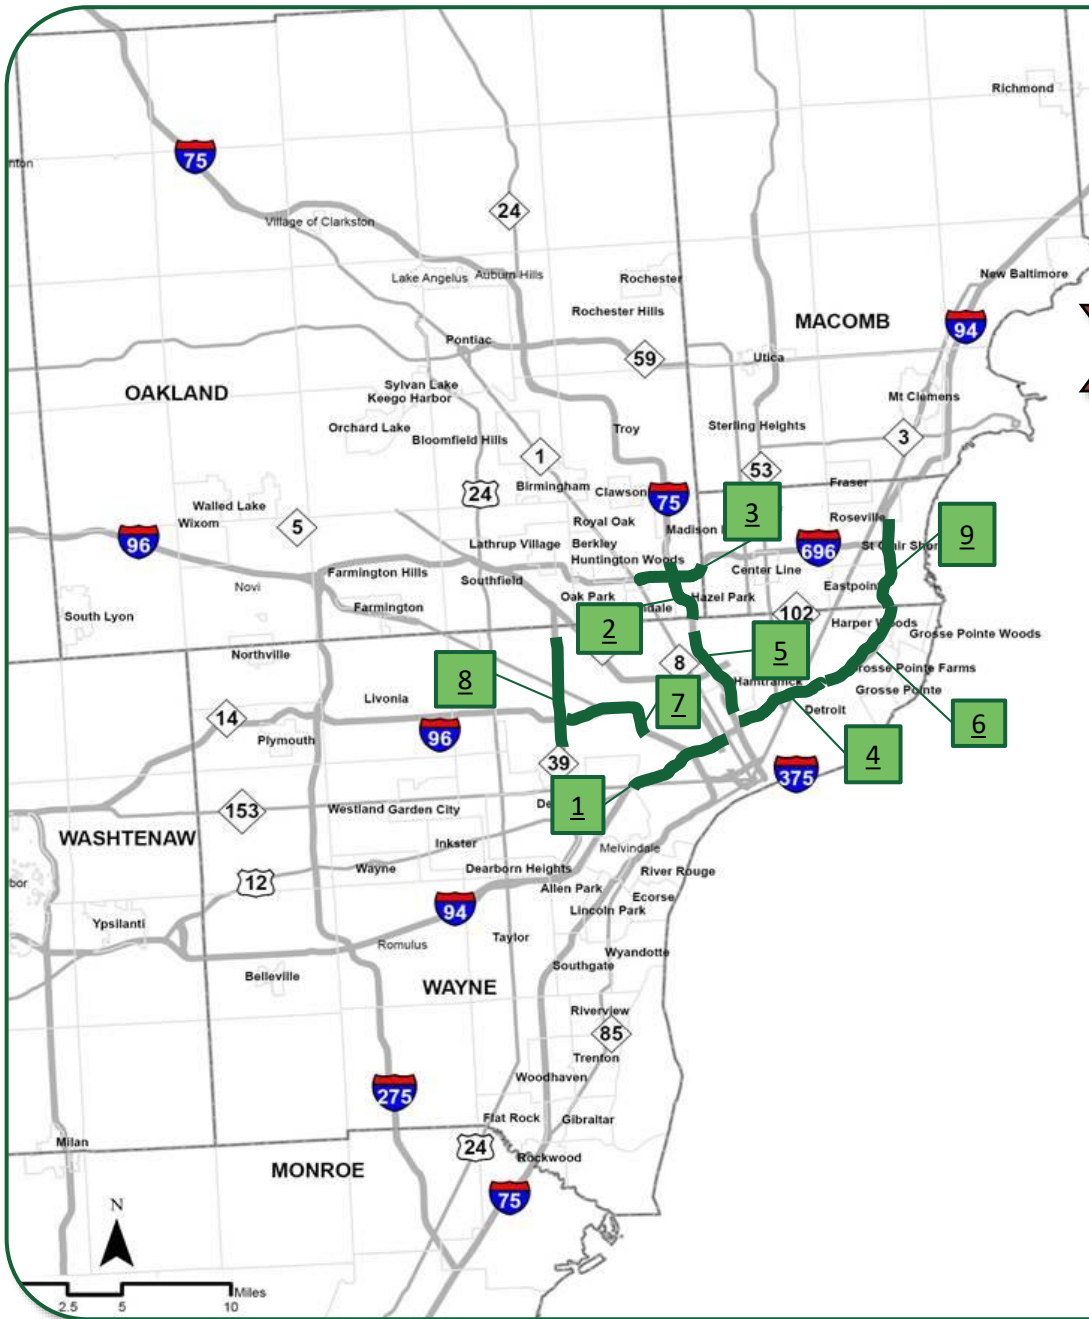 Richmond
75
24
Village of Clarkston
Lake Angelus
Auburn Hills
Rochester
New Baltimore
Rochester Hills
MACOMB
94
Pontiac
59
Utica
OAKLAND
Sylvan Lake
Keego Harbor
Mt Clemens
Orchard Lake
Troy
Sterling Heights
Bloomfield Hills
1
3
53
Birmingham
Clawson
75
24
Fraser
Walled Lake
Wixom
5
3
Royal Oak
Madison
Roseville
96
Lathrup Village
Berkley
696
9
Huntington Woods
Center Line
Novi
Farmington Hills
Southfield
Eastpoin
Oak Park
Hazel Park
South Lyon
Farmington
2
dale
102
Harper Woods
Grosse Pointe Woods
Northville
5
8
8
Grosse Pointe Farms
Hamtramck
Livonia
7
Grosse Pointe
14
Detroit
6
Plymouth
96
4
39
375
1
De
153
Westland
Garden City
WASHTENAW
Inkster
Melvindale
Wayne
Dearborn Heights
River Rouge
bor
12
Allen Park
Ecorse
94
Lincoln Park
Ypsilanti
Romulus
Taylor
Wyandotte
Southgate
Belleville
WAYNE
Riverview
85
Trenton
Woodhaven
275
Flat Rock
Gibraltar
Milan
24
Rockwood
MONROE
75
N
Miles
2.5
5
10